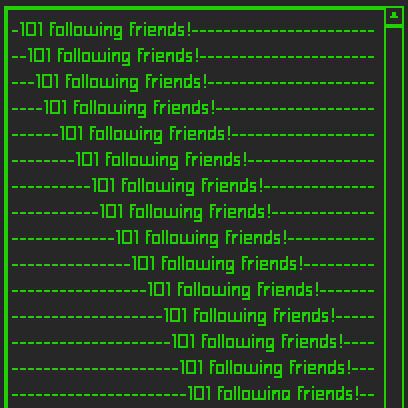 -101 following friends!-----------------------
--101 following friends!----------------------
---101 following friends!---------------------
----101 following friends!--------------------
------101 following friends!------------------
--------101 following friends!----------------
----------101 following friends!--------------
-----------101 following friends!-------------
-------------101 following friends!-----------
---------------101 following friends!---------
-----------------101 following friends!-------
-------------------101 following friends!-----
--------------------101 following friends!----
---------------------101 following friends!---
----------------------101 following friends!--